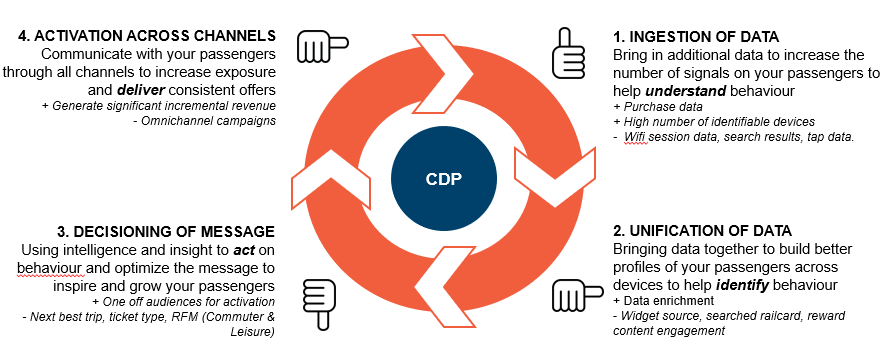 4. ACTIVATION ACROSS CHANNELS
Communicate with your passengers
through all channels to increase exposure
and deliver consistent offers
+ Generate significant incremental revenue
- Omnichannel campaigns
1. INGESTION OF DATA
Bring in additional data to increase the
number of signals on your passengers to
help understand behaviour
+ Purchase data
+ High number of identifiable devices
- Wifi session data, search results, tap data.
CDP
3. DECISIONING OF MESSAGE
Using intelligence and insight to act on
behaviour and optimize the message to
inspire and grow your passengers
+ One off audiences for activation
- Next best trip, ticket type, RFM (Commuter &
Leisure)
2. UNIFICATION OF DATA
Bringing data together to build better
profiles of your passengers across
devices to help identify behaviour
+ Data enrichment
- Widget source, searched railcard, reward
content engagement